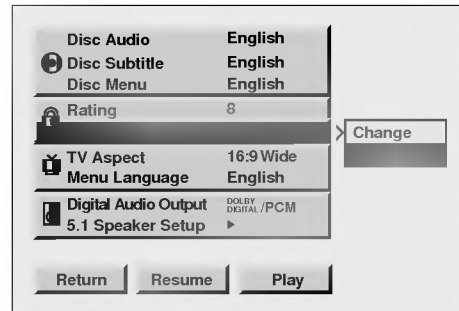 Disc Audio English
Disc Subtitle English
Disc Menu English
Rating 8
Change
TV Aspect 16:9 Wide
Menu Language English
Digital Audio Output DOLBY DIGITAL /PCM
5.1 Speaker Setup ►
Return Resume Play